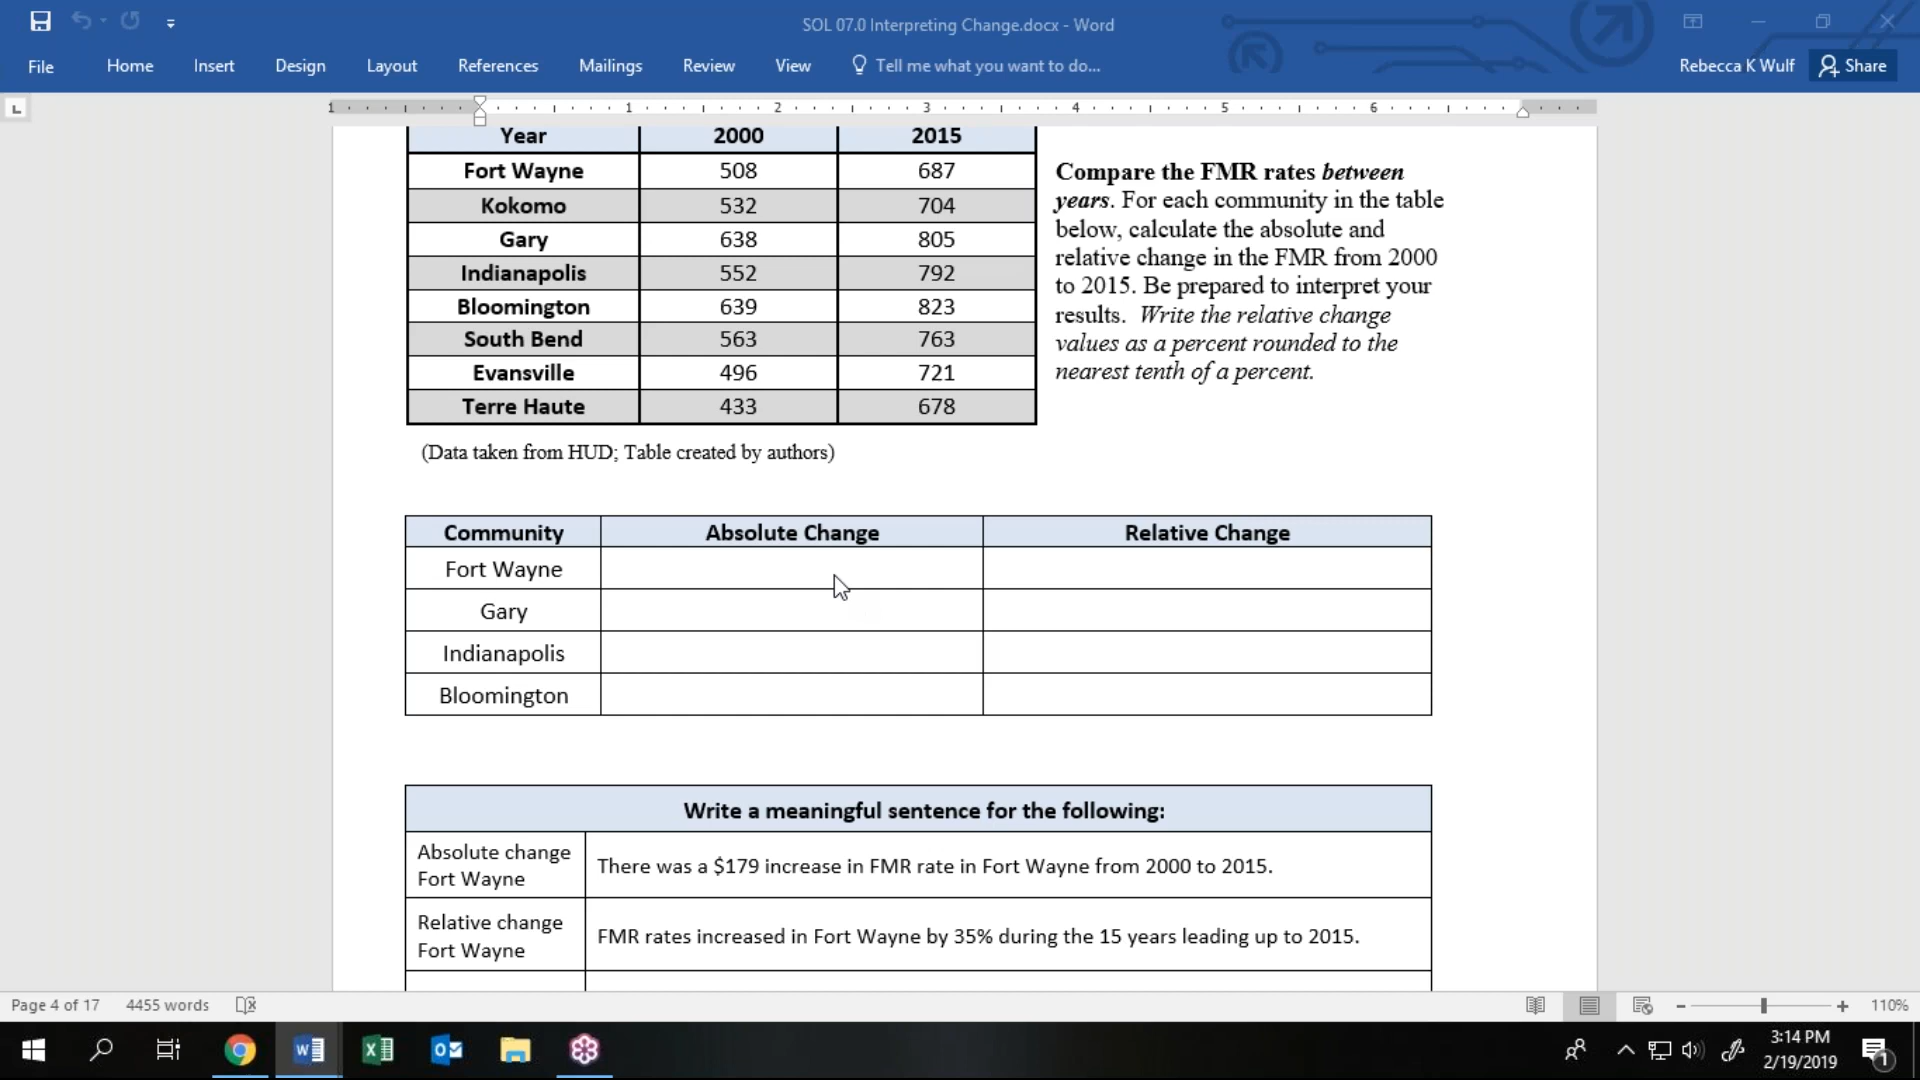 SOL 07.0 Interpreting Change.docx - Word
File Home Insert Design Layout References Mailings Review View Tell me what you want to do... Rebecca K Wulf Share
L
1 1 2 3 4 5 6
Year 2000 2015
Fort Wayne 508 687
Kokomo 532 704
Gary 638 805
Indianapolis 552 792
Bloomington 639 823
South Bend 563 763
Evansville 496 721
Terre Haute 433 678
Compare the FMR rates between
years. For each community in the table
below, calculate the absolute and
relative change in the FMR from 2000
to 2015. Be prepared to interpret your
results. Write the relative change
values as a percent rounded to the
nearest tenth of a percent.
(Data taken from HUD; Table created by authors)
Community Absolute Change Relative Change
Fort Wayne
Gary
Indianapolis
Bloomington
Write a meaningful sentence for the following:
Absolute change
Fort Wayne
There was a $179 increase in FMR rate in Fort Wayne from 2000 to 2015.
Relative change
Fort Wayne
FMR rates increased in Fort Wayne by 35% during the 15 years leading up to 2015.
Page 4 of 17 4455 words 110%
3:14 PM
2/19/2019
1